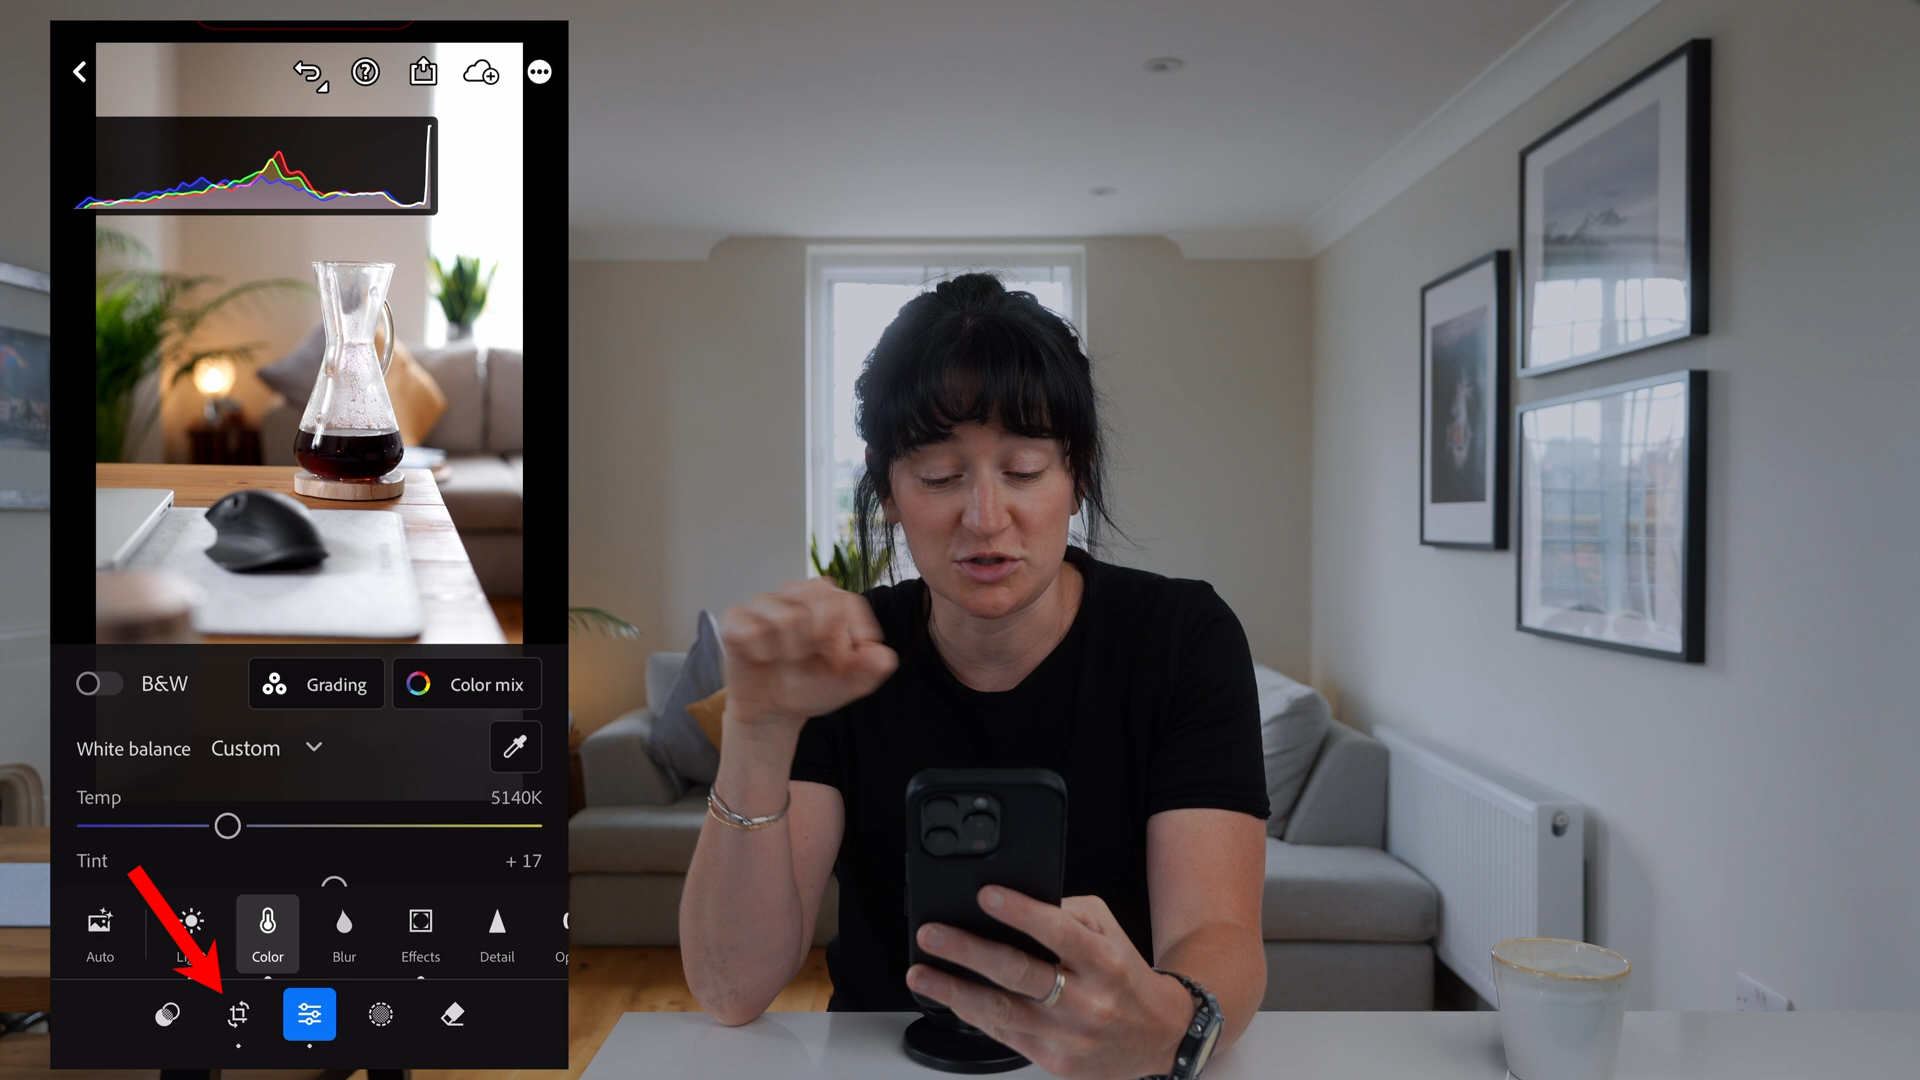 B&W
Grading
Color mix
White balance Custom
Temp 5140K
Tint + 17
Auto
Color
Blur
Effects
Detail